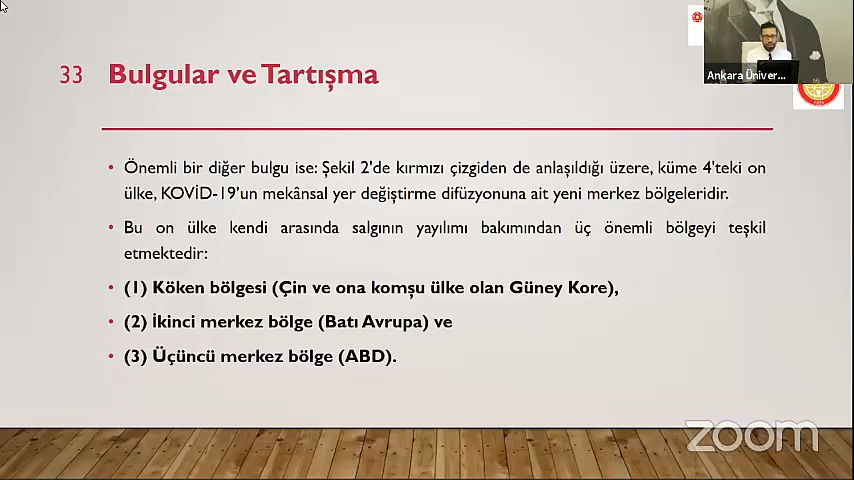 33 Bulgular ve Tartışma
• Önemli bir diğer bulgu ise: Şekil 2'de kırmızı çizgiden de anlaşıldığı üzere, küme 4'teki on
ülke, KOVİD-19'un mekânsal yer değiştirme difüzyonuna ait yeni merkez bölgeleridir.
• Bu on ülke kendi arasında salgının yayılımı bakımından üç önemli bölgeyi teşkil
etmektedir:
• (1) Köken bölgesi (Çin ve ona komşu ülke olan Güney Kore),
• (2) İkinci merkez bölge (Batı Avrupa) ve
• (3) Üçüncü merkez bölge (ABD).
Ankara Üniver...
zoom